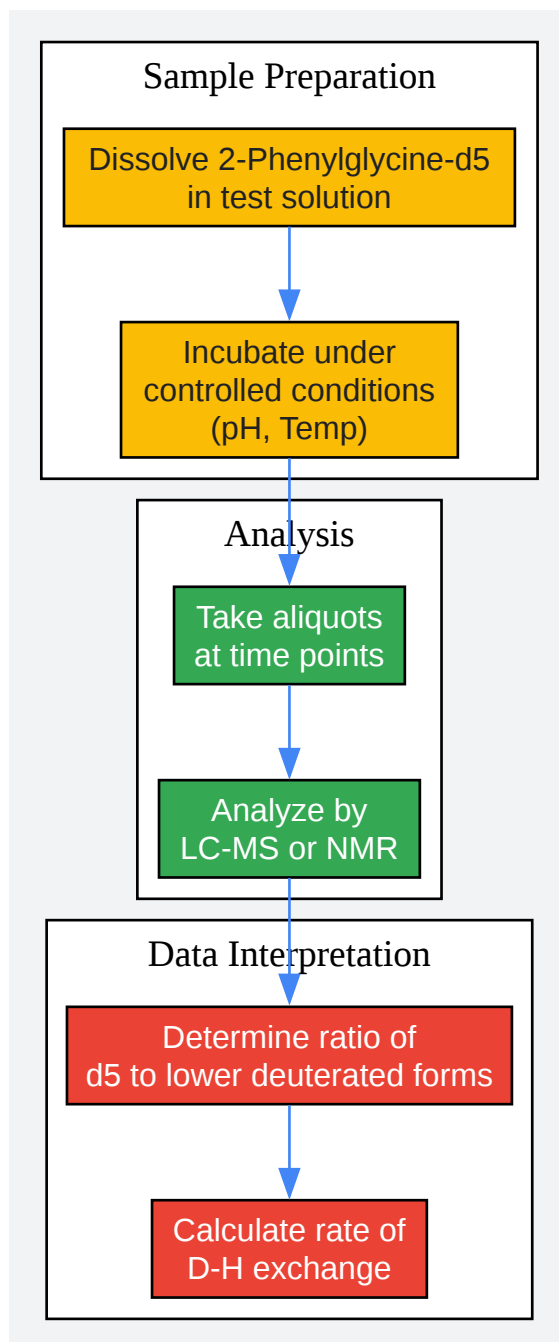 Sample Preparation
Dissolve 2-Phenylglycine-d5
in test solution
Incubate under
controlled conditions
(pH, Temp)
Analysis
Take aliquots
at time points
Analyze by
LC-MS or NMR
Data Interpretation
Determine ratio of
d5 to lower deuterated forms
Calculate rate of
D-H exchange